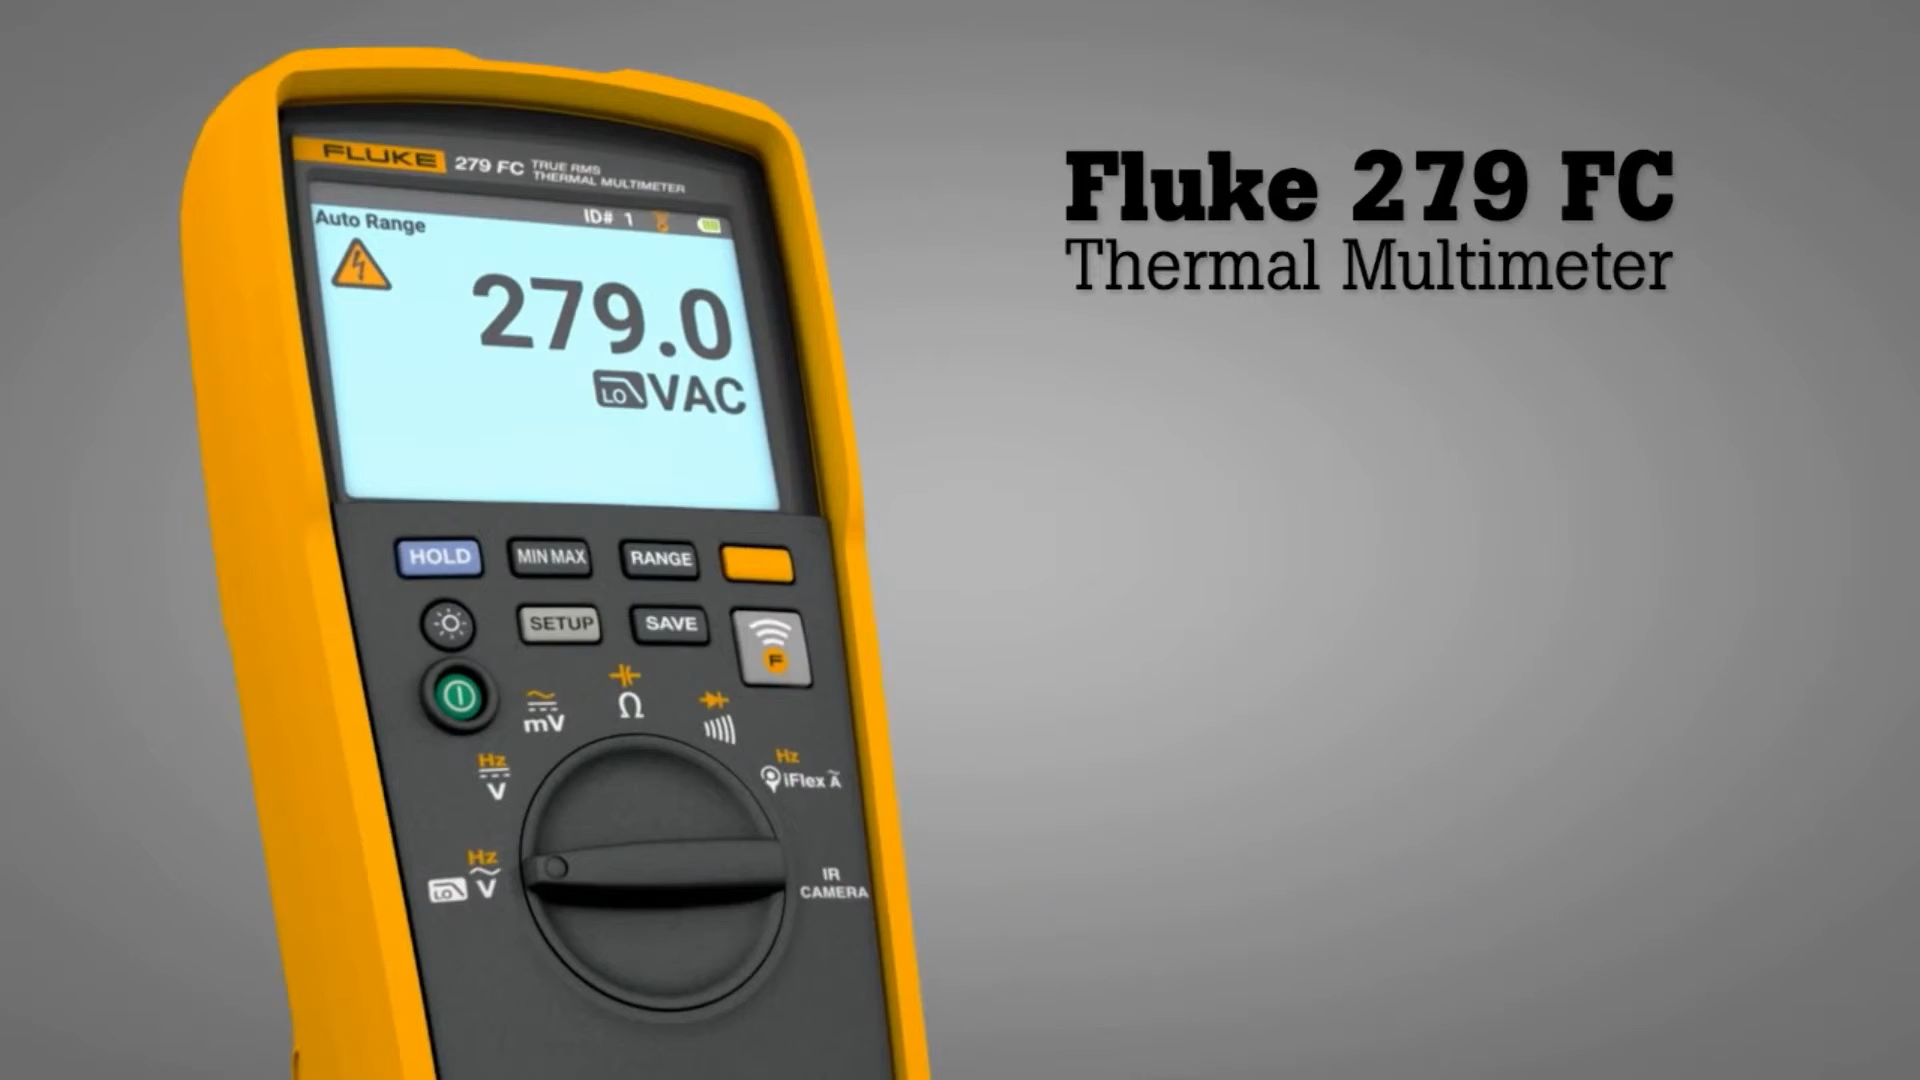 Fluke 279 FC
Thermal Multimeter
FLUKE 279 FC TRUE RMS
THERMAL MULTIMETER
ID# 1
Auto Range
279.0
LO VAC
HOLD MIN MAX RANGE
SETUP SAVE
F
mV
Ω
Hz
V
Hz
iFlex A
Hz
LO V
IR
CAMERA